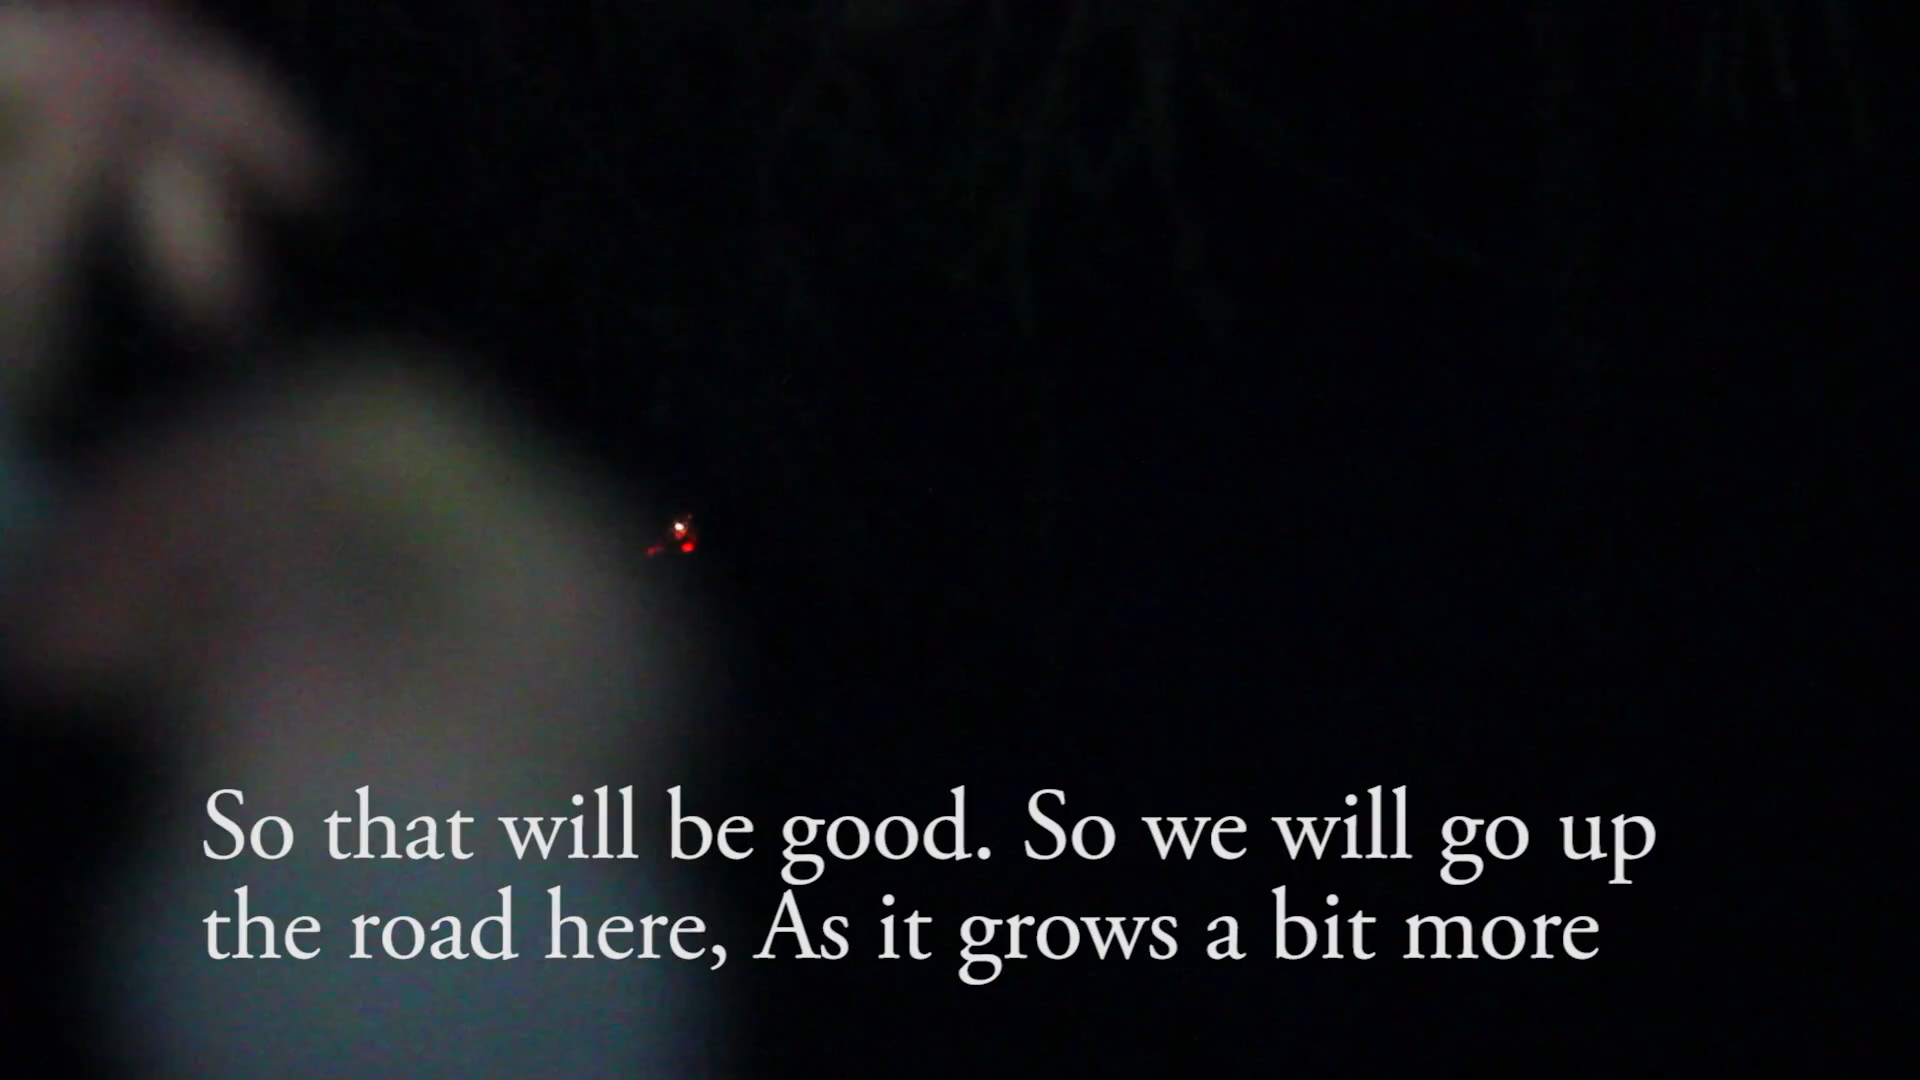 So that will be good. So we will go up
the road here, As it grows a bit more